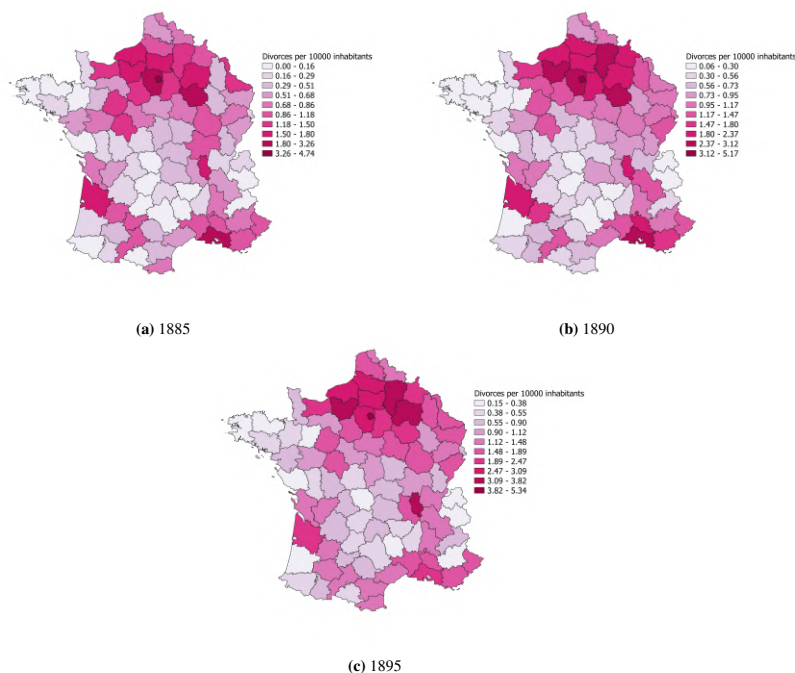 Divorces per 10000 inhabitants
0.00 - 0.16
0.16 - 0.29
0.29 - 0.51
0.51 - 0.68
0.68 - 0.86
0.86 - 1.18
1.18 - 1.50
1.50 - 1.80
1.80 - 3.26
3.26 - 4.74
(a) 1885
Divorces per 10000 inhabitants
0.06 - 0.30
0.30 - 0.56
0.56 - 0.73
0.73 - 0.95
0.95 - 1.17
1.17 - 1.47
1.47 - 1.80
1.80 - 2.37
2.37 - 3.12
3.12 - 5.17
(b) 1890
Divorces per 10000 inhabitants
0.15 - 0.38
0.38 - 0.55
0.55 - 0.90
0.90 - 1.12
1.12 - 1.48
1.48 - 1.89
1.89 - 2.47
2.47 - 3.09
3.09 - 3.82
3.82 - 5.34
(c) 1895